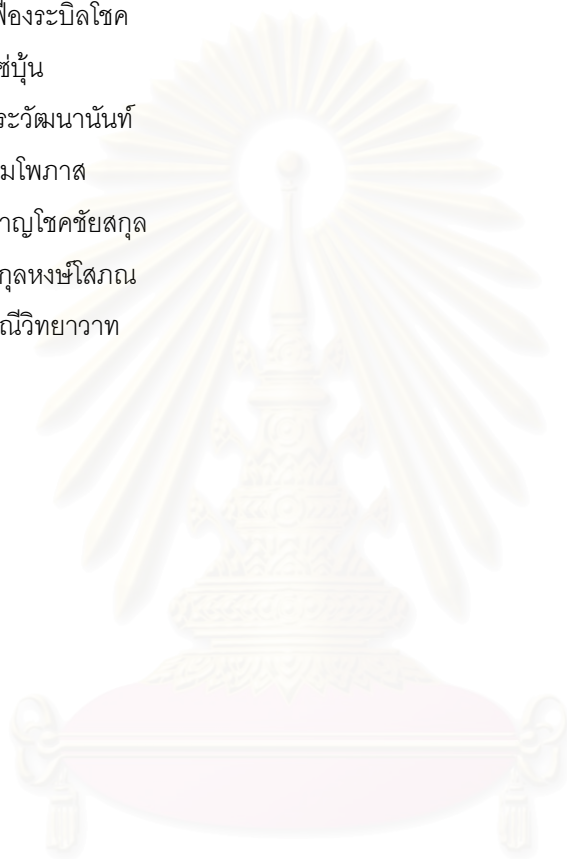 ฟื่องระบิลโชค
ซ่บุ้น
ระวัฒนานันท์
มโพภาส
าญโชคชัยสกุล
กุลหงษ์โสภณ
ณีวิทยาวาท